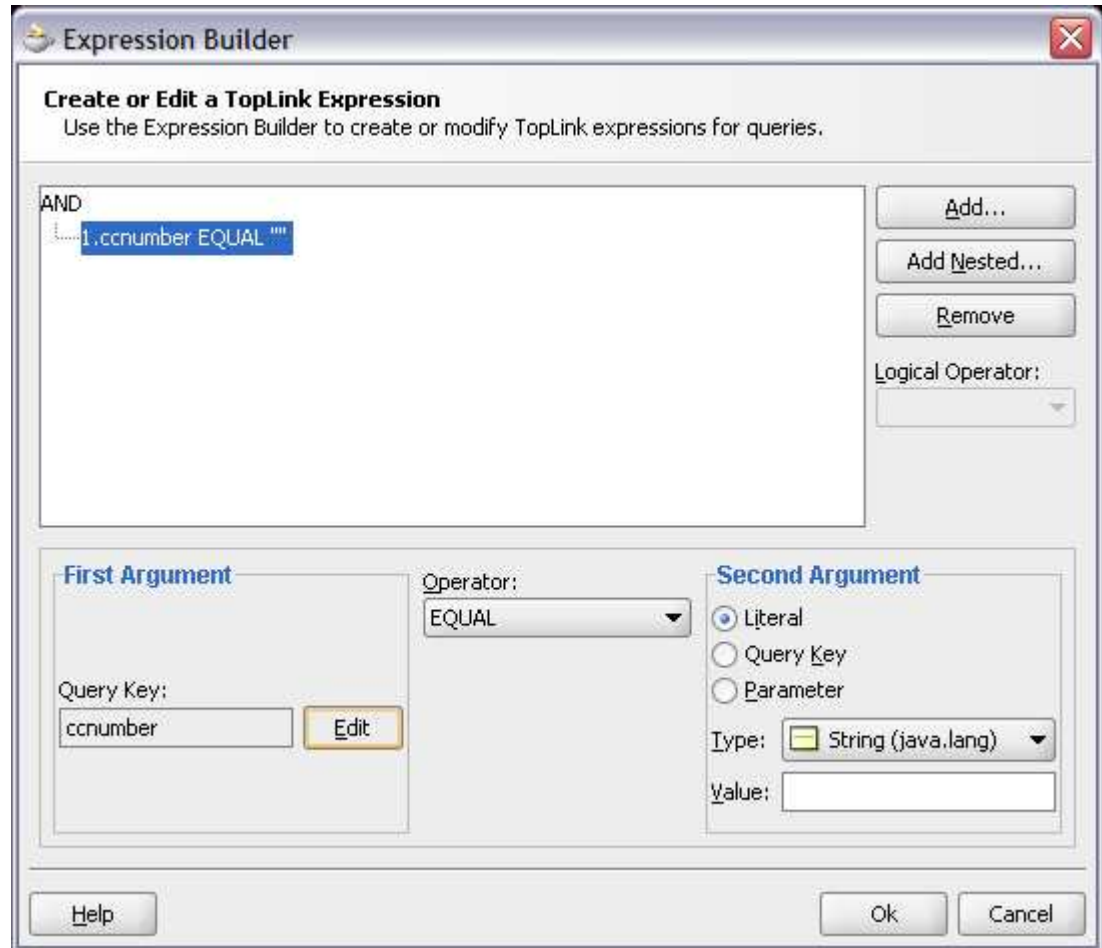 Expression Builder
Create or Edit a TopLink Expression
Use the Expression Builder to create or modify TopLink expressions for queries.
AND
1.ccnumber EQUAL ""
Add...
Add Nested...
Remove
Logical Operator:
First Argument
Query Key:
ccnumber
Edit
Operator:
EQUAL
Second Argument
Literal
Query Key
Parameter
Type: String (java.lang)
Value:
Help
Ok
Cancel